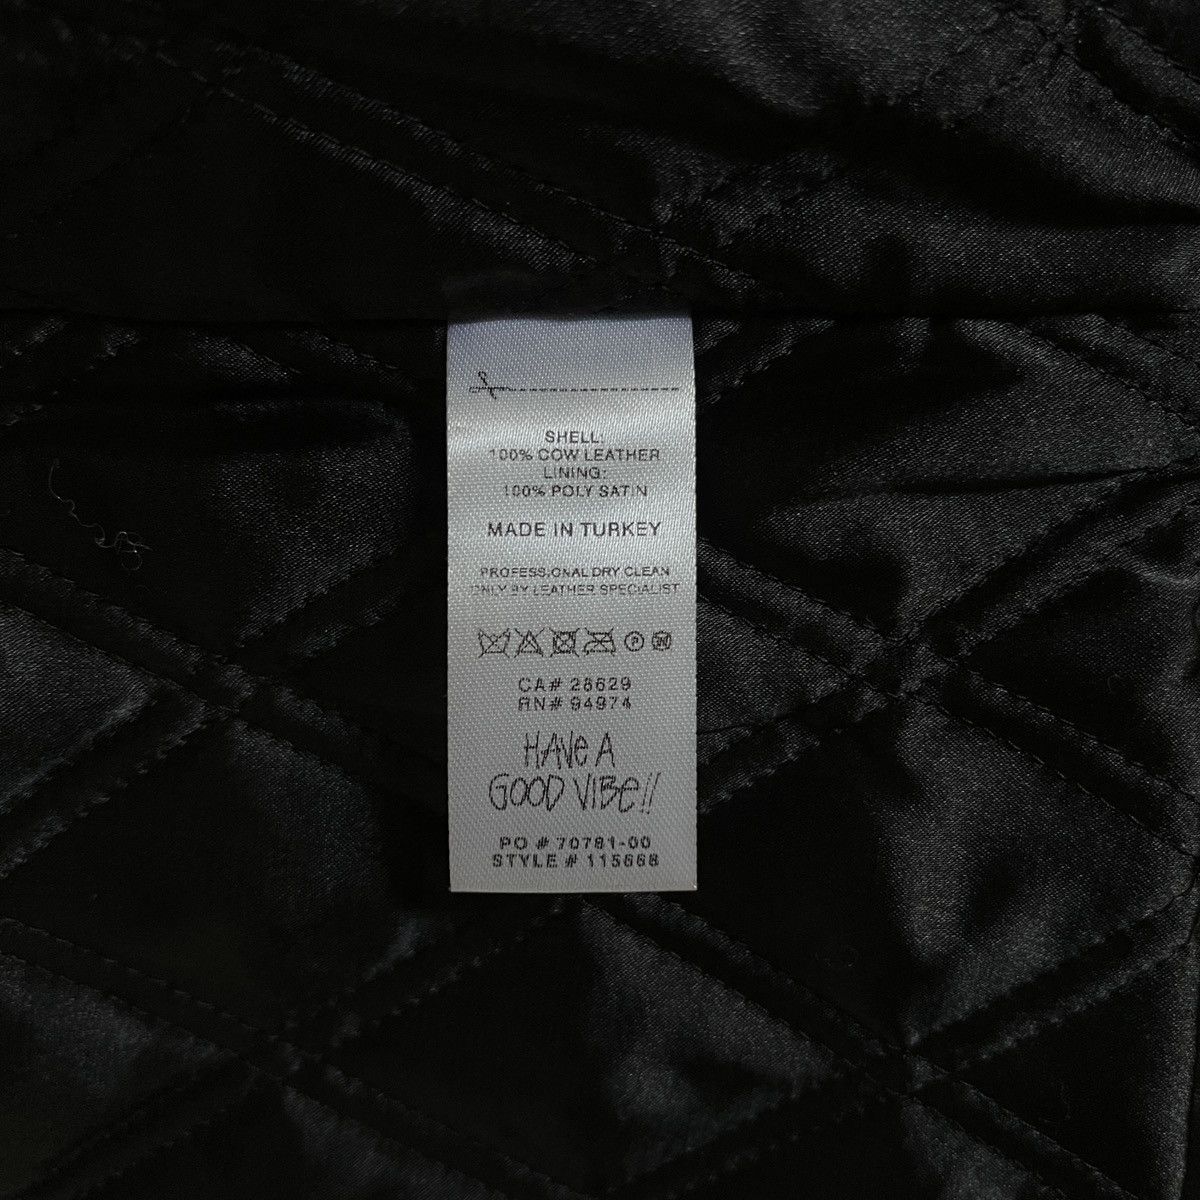 SHELL:
100% COW LEATHER
LINING:
100% POLY SATIN
MADE IN TURKEY
PROFESSIONAL DRY CLEAN
ONLY BY LEATHER SPECIALIST
P W
CA# 28629
RN# 94974
HAVE A
GOOD VIBE!!
PO # 70781-00
STYLE # 115668